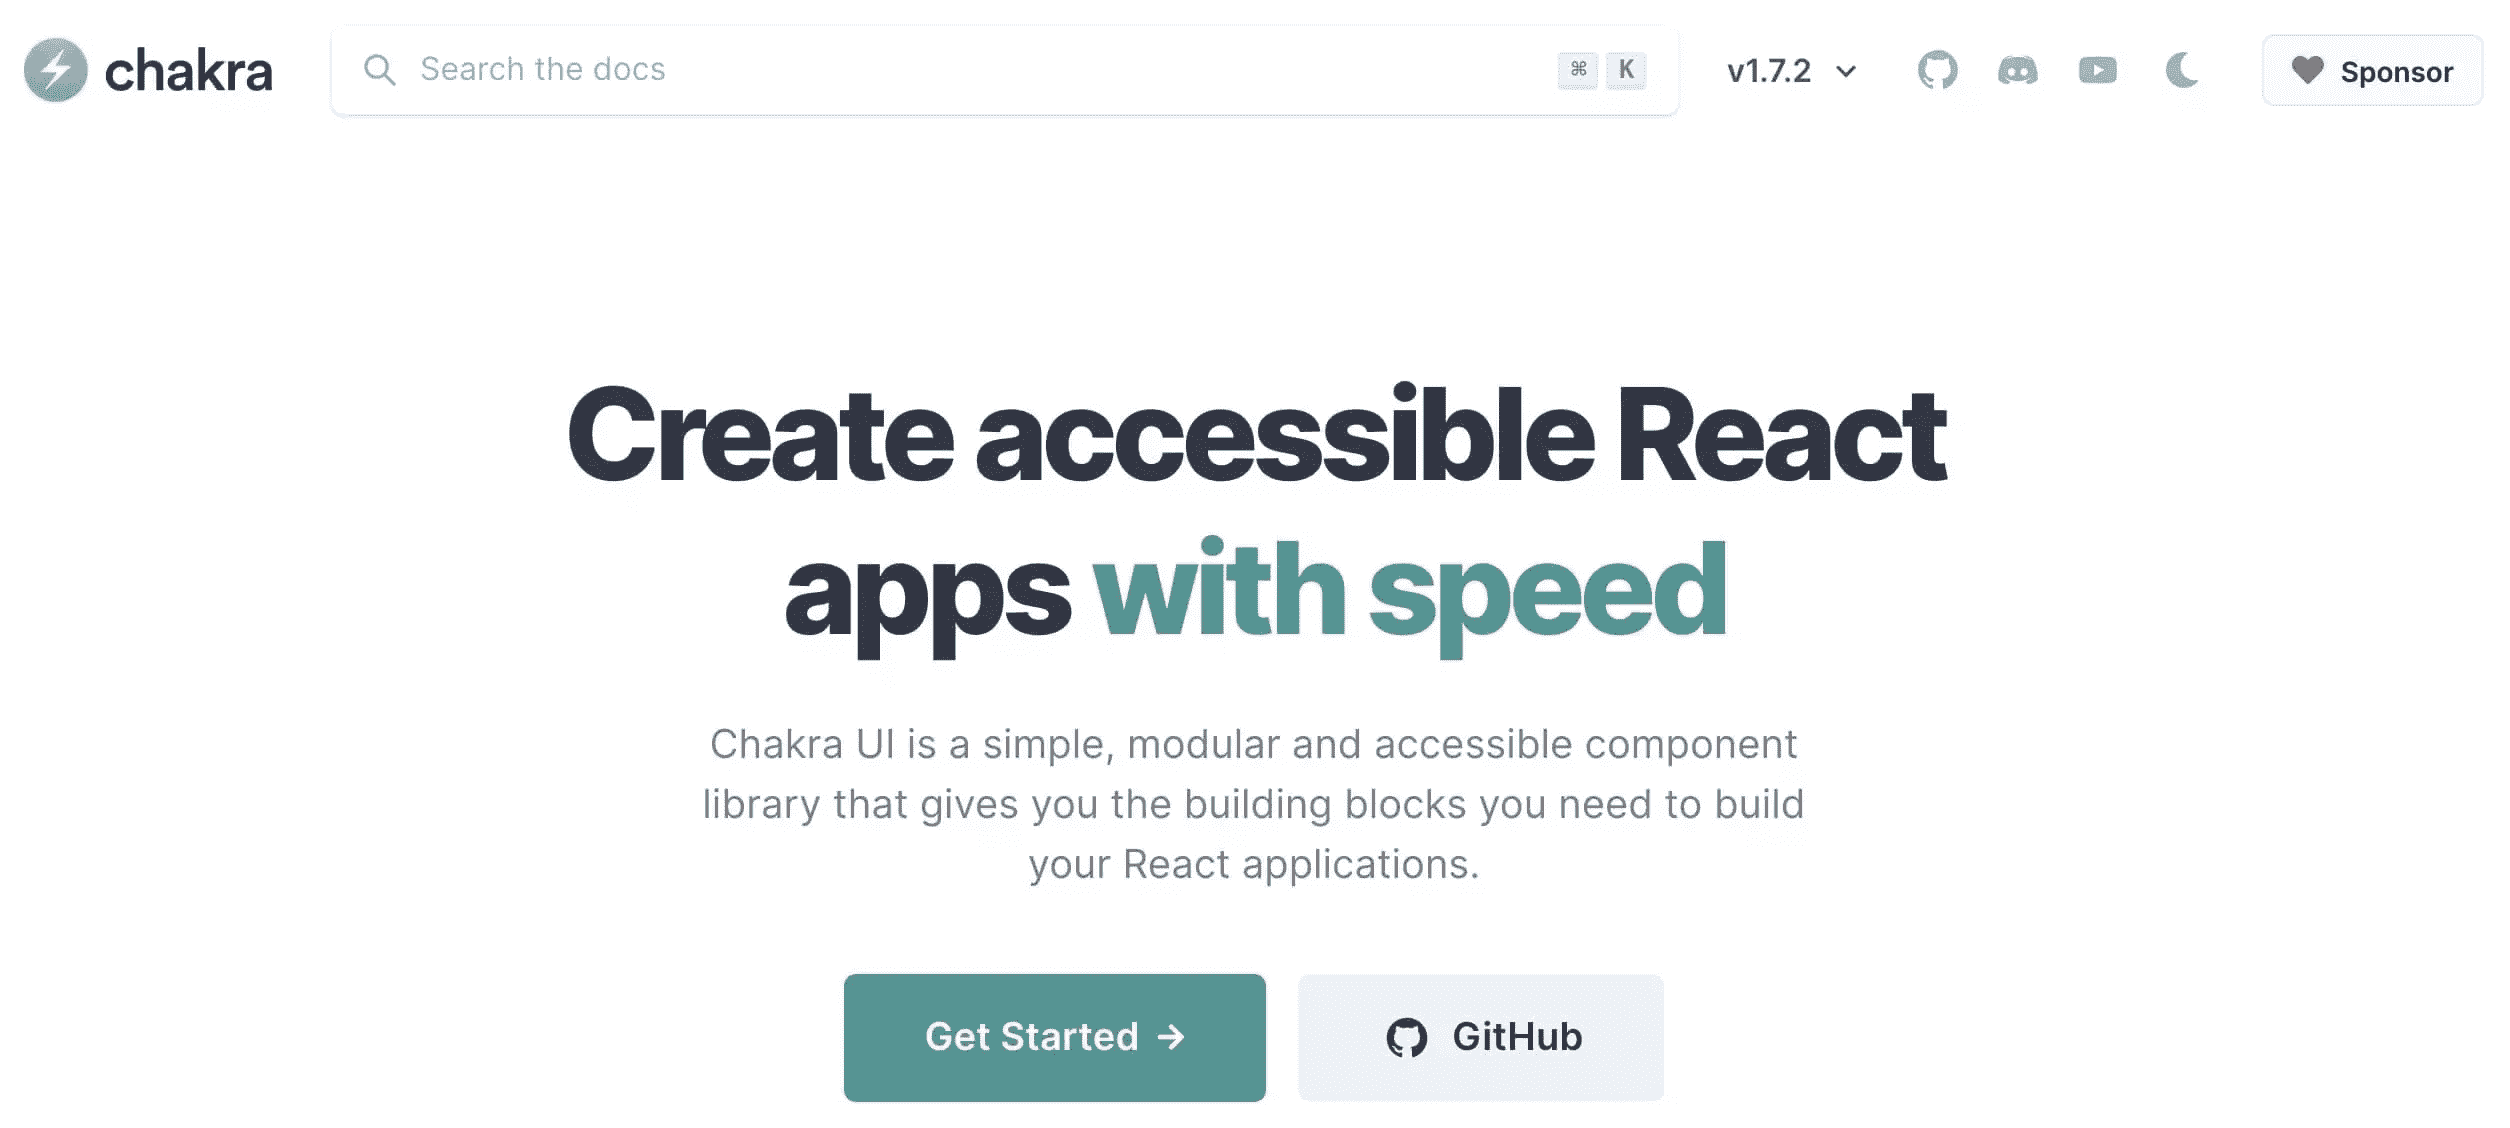 chakra
Search the docs
⌘ K
v1.7.2
Sponsor
Create accessible React
apps with speed
Chakra UI is a simple, modular and accessible component
library that gives you the building blocks you need to build
your React applications.
Get Started →
GitHub